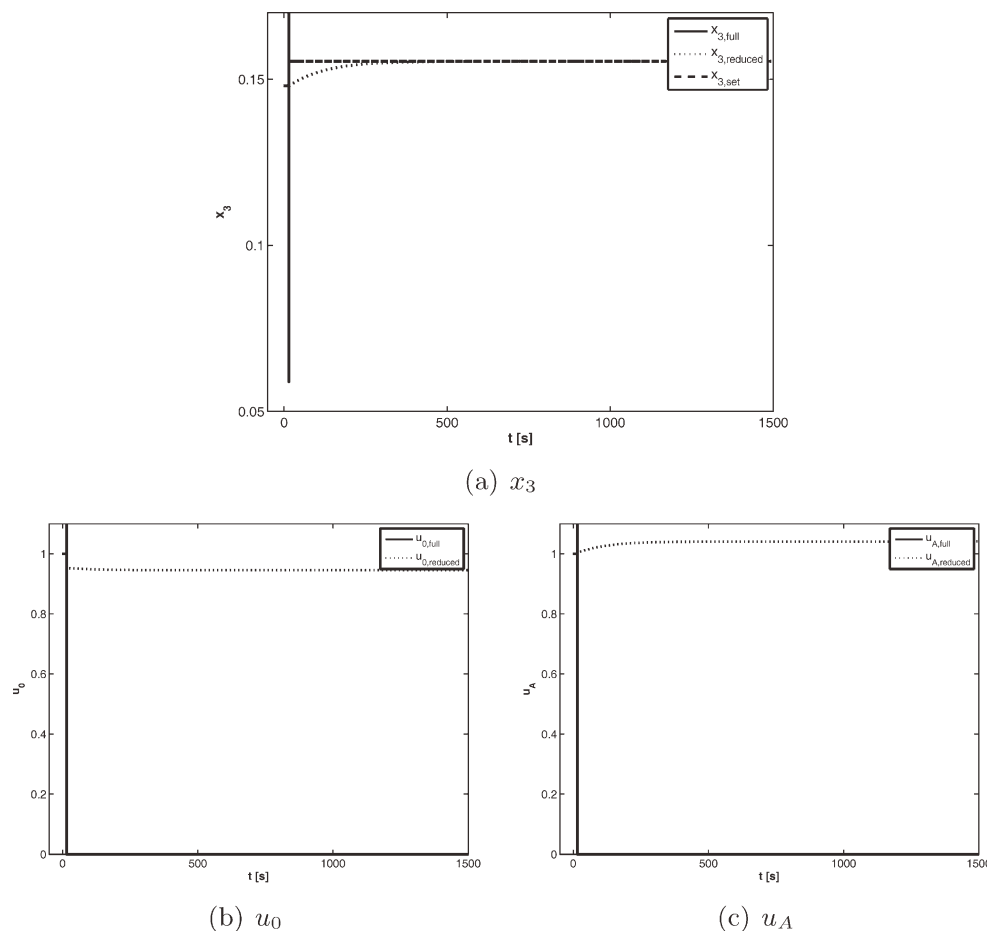 x3,full
x3,reduced
x3,set
0.15
0.1
0.05
x3
0
500
1000
1500
t [s]
(a) x3
u0,full
u0,reduced
1
0.8
0.6
0.4
0.2
0
u0
0
500
1000
1500
t [s]
(b) u0
uA,full
uA,reduced
1
0.8
0.6
0.4
0.2
0
uA
0
500
1000
1500
t [s]
(c) uA